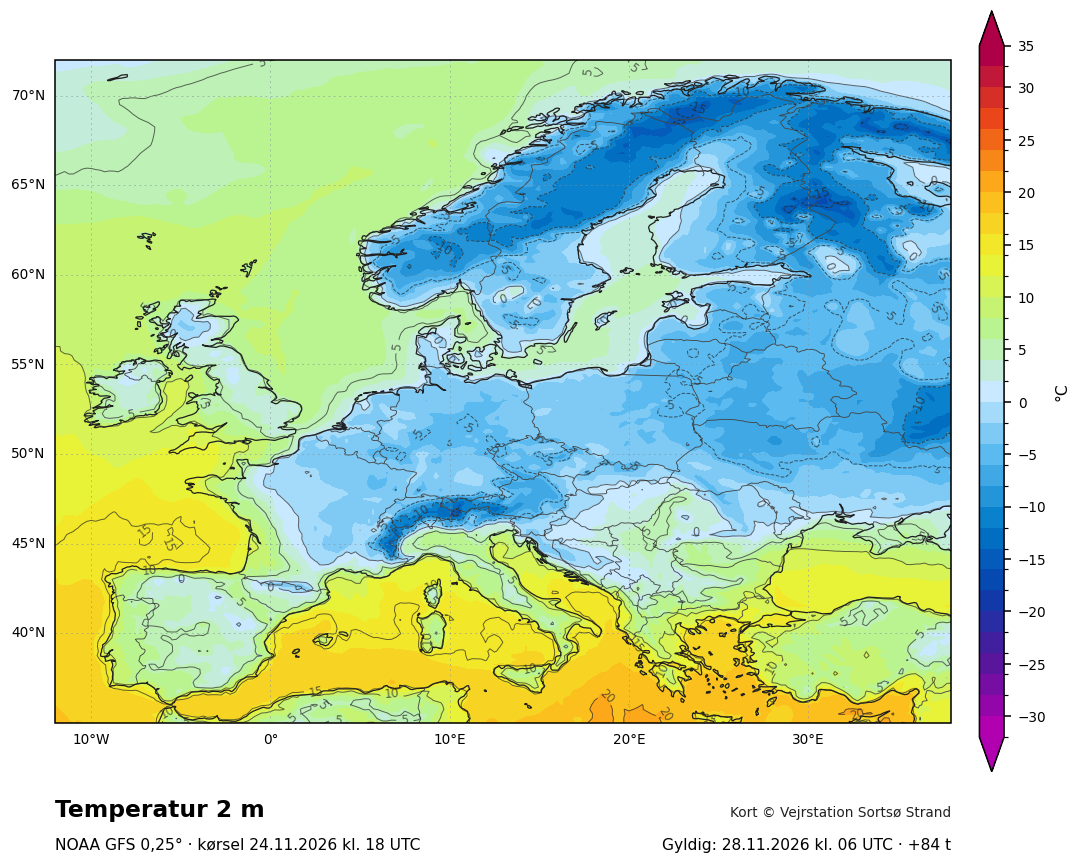 70°N
65°N
60°N
55°N
50°N
45°N
40°N
10°W
0°
10°E
20°E
30°E
35
30
25
20
15
10
5
0
−5
−10
−15
−20
−25
−30
°C
Temperatur 2 m
Kort © Vejrstation Sortsø Strand
NOAA GFS 0,25° · kørsel 24.11.2026 kl. 18 UTC
Gyldig: 28.11.2026 kl. 06 UTC · +84 t